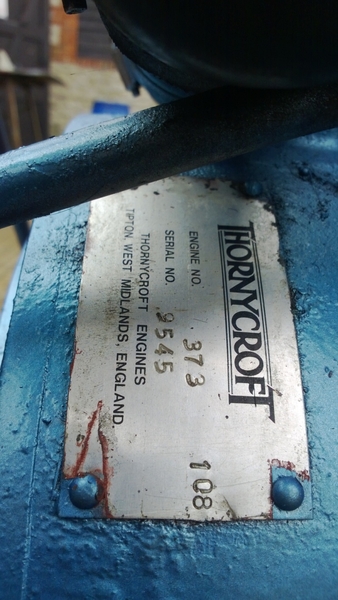 THORNYCROFT
ENGINE NO. 373 108
SERIAL NO. 9545
THORNYCROFT ENGINES
TIPTON, WEST MIDLANDS, ENGLAND.